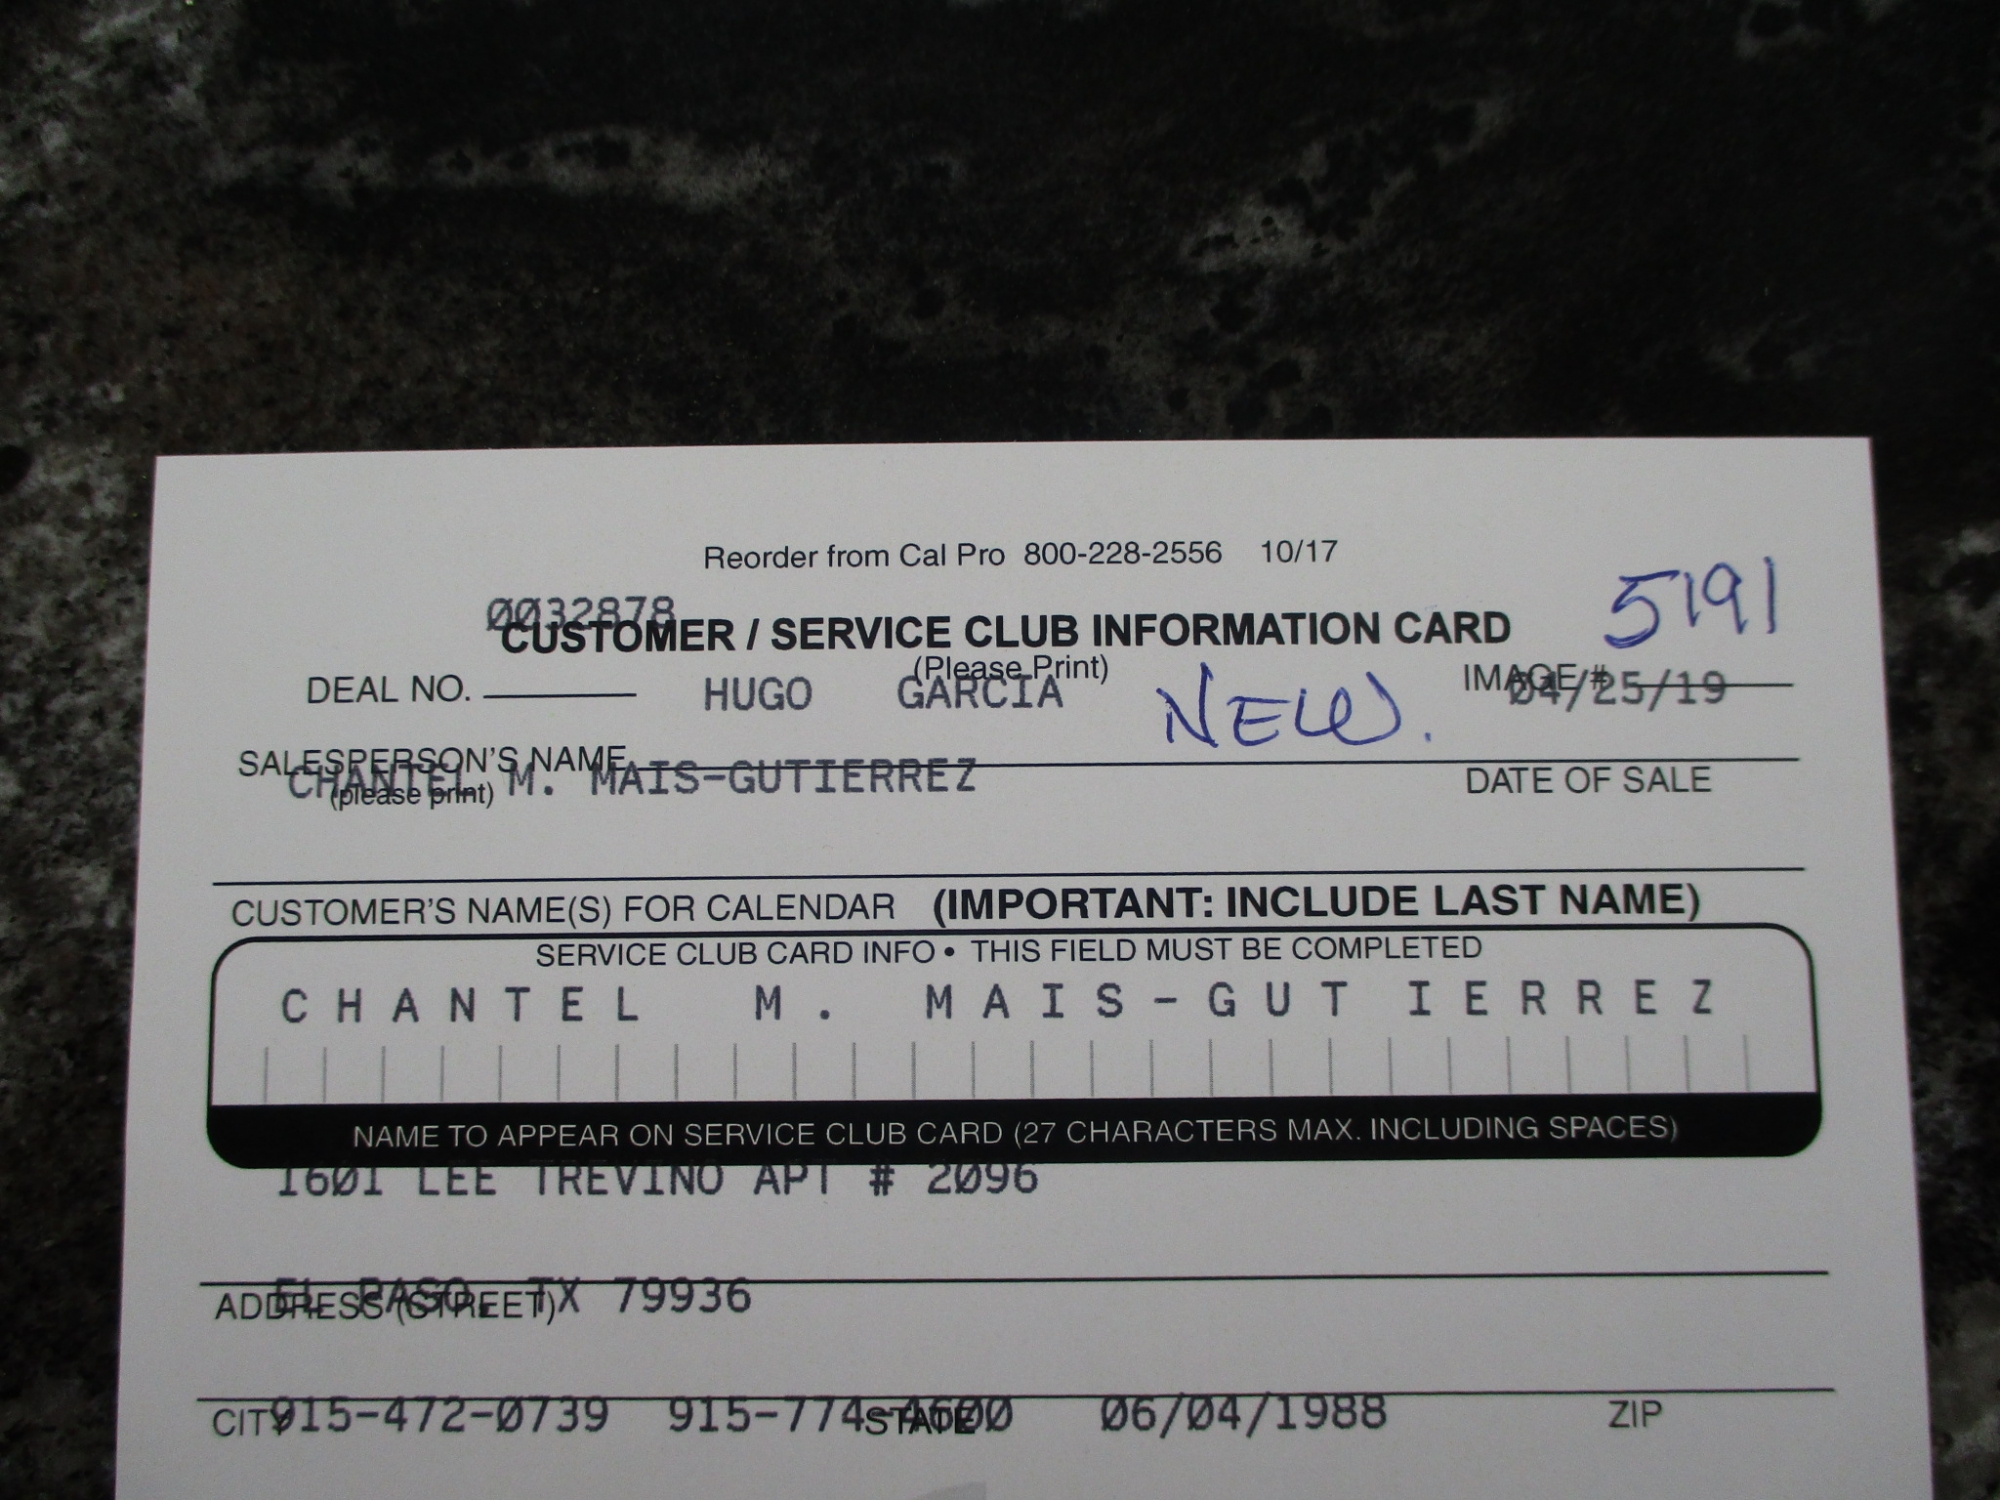 Reorder from Cal Pro 800-228-2556 10/17
0032878
5191
CUSTOMER / SERVICE CLUB INFORMATION CARD
(Please Print)
DEAL NO. HUGO GARCIA NEW. IMAGE # 04/25/19
SALESPERSON'S NAME
CHANTEL M. MAIS-GUTIERREZ DATE OF SALE
(please print)
CUSTOMER'S NAME(S) FOR CALENDAR (IMPORTANT: INCLUDE LAST NAME)
SERVICE CLUB CARD INFO • THIS FIELD MUST BE COMPLETED
CHANTEL M. MAIS-GUTIERREZ
NAME TO APPEAR ON SERVICE CLUB CARD (27 CHARACTERS MAX. INCLUDING SPACES)
1601 LEE TREVINO APT # 2096
EL PASO, TX 79936
ADDRESS (STREET)
915-472-0739 915-774-4600 06/04/1988
CITY STATE ZIP